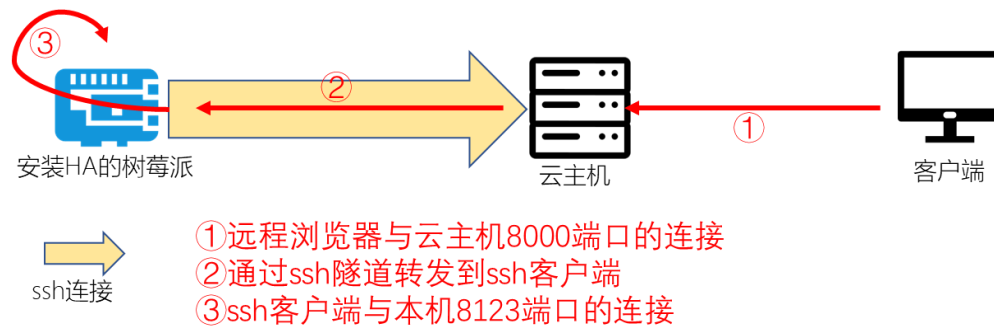 ③
②
①
安装HA的树莓派
云主机
客户端
ssh连接
①远程浏览器与云主机8000端口的连接
②通过ssh隧道转发到ssh客户端
③ssh客户端与本机8123端口的连接